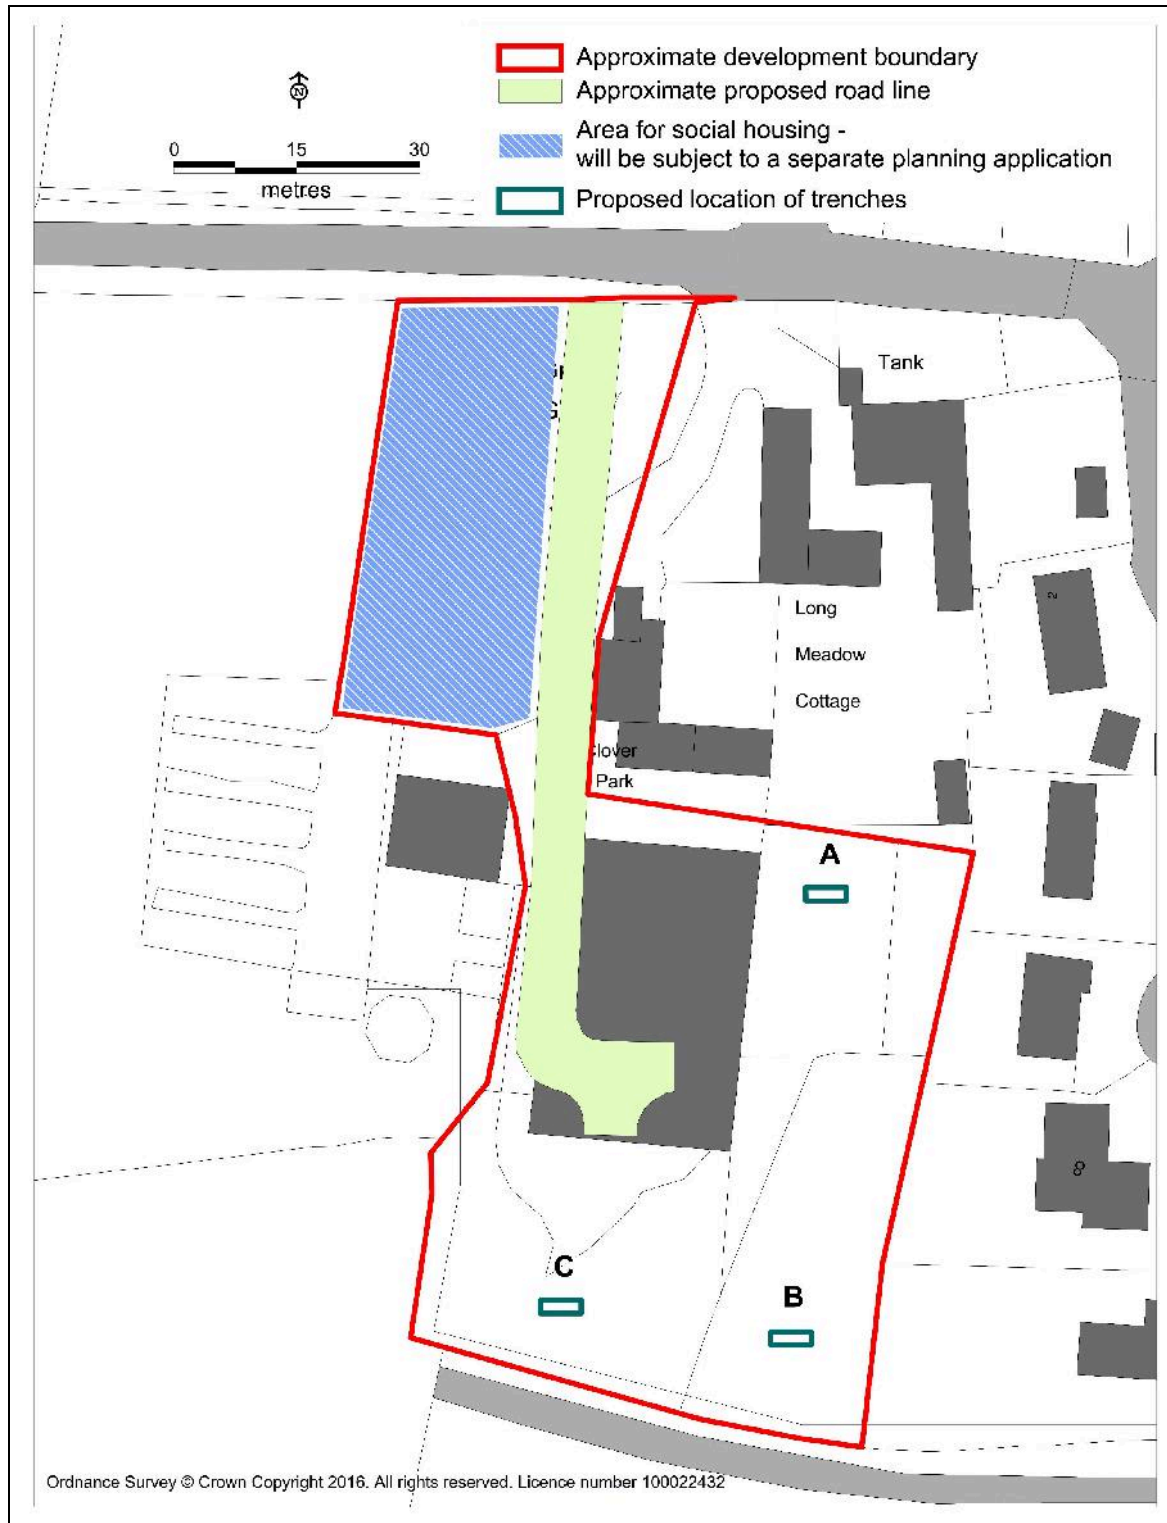 Approximate development boundary
Approximate proposed road line
Area for social housing -
will be subject to a separate planning application
Proposed location of trenches
N
0 15 30
metres
Tank
2
Long
Meadow
Cottage
Clover
Park
A
8
C
B
Ordnance Survey © Crown Copyright 2016. All rights reserved. Licence number 100022432